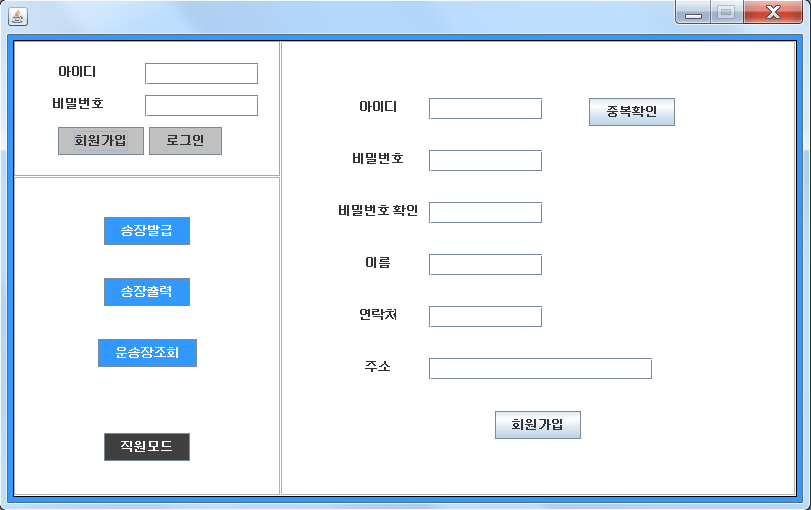 아이디
비밀번호
회원가입 로그인
송장발급
송장출력
운송장조회
직원모드
아이디 중복확인
비밀번호
비밀번호 확인
이름
연락처
주소
회원가입